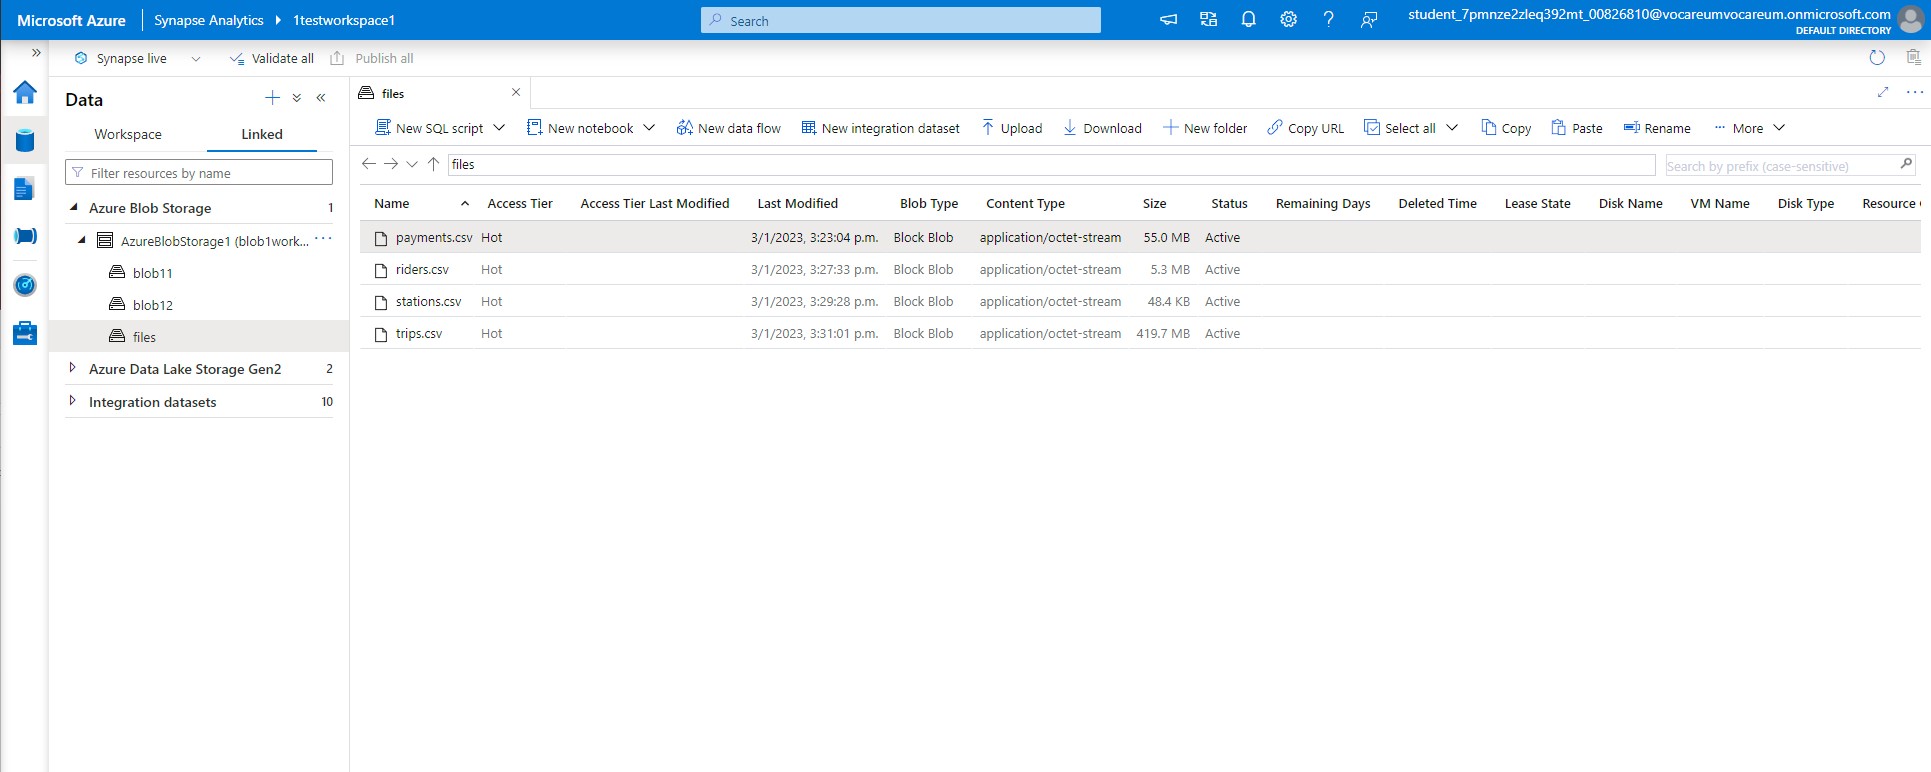 Microsoft Azure Synapse Analytics 1testworkspace1 Search student_7pmnze2zleq392mt_00826810@vocareumvocareum.onmicrosoft.com
DEFAULT DIRECTORY
Synapse live Validate all Publish all
Data
Workspace Linked
Filter resources by name
Azure Blob Storage 1
AzureBlobStorage1 (blob1work...
blob11
blob12
files
Azure Data Lake Storage Gen2 2
Integration datasets 10
files
New SQL script New notebook New data flow New integration dataset Upload Download New folder Copy URL Select all Copy Paste Rename More
files Search by prefix (case-sensitive)
Name Access Tier Access Tier Last Modified Last Modified Blob Type Content Type Size Status Remaining Days Deleted Time Lease State Disk Name VM Name Disk Type Resource
payments.csv Hot 3/1/2023, 3:23:04 p.m. Block Blob application/octet-stream 55.0 MB Active
riders.csv Hot 3/1/2023, 3:27:33 p.m. Block Blob application/octet-stream 5.3 MB Active
stations.csv Hot 3/1/2023, 3:29:28 p.m. Block Blob application/octet-stream 48.4 KB Active
trips.csv Hot 3/1/2023, 3:31:01 p.m. Block Blob application/octet-stream 419.7 MB Active